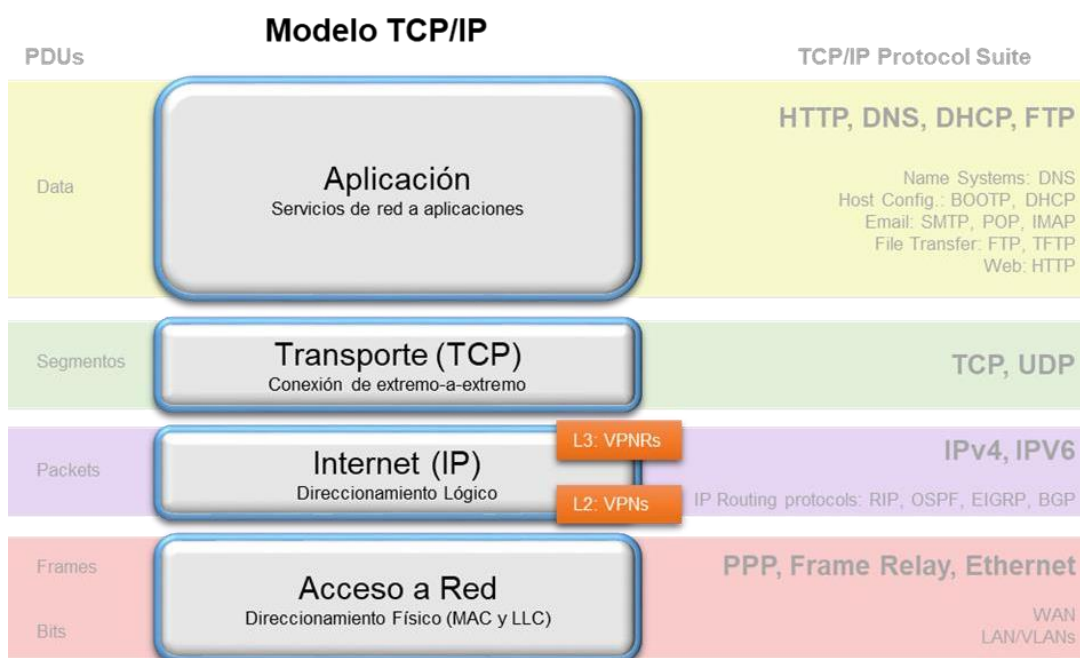 Modelo TCP/IP
PDUs
TCP/IP Protocol Suite
Data
Aplicación
Servicios de red a aplicaciones
HTTP, DNS, DHCP, FTP
Name Systems: DNS
Host Config.: BOOTP, DHCP
Email: SMTP, POP, IMAP
File Transfer: FTP, TFTP
Web: HTTP
Segmentos
Transporte (TCP)
Conexión de extremo-a-extremo
TCP, UDP
Packets
Internet (IP)
Direccionamiento Lógico
L3: VPNRs
L2: VPNs
IPv4, IPV6
IP Routing protocols: RIP, OSPF, EIGRP, BGP
Frames
Bits
Acceso a Red
Direccionamiento Físico (MAC y LLC)
PPP, Frame Relay, Ethernet
WAN
LAN/VLANs